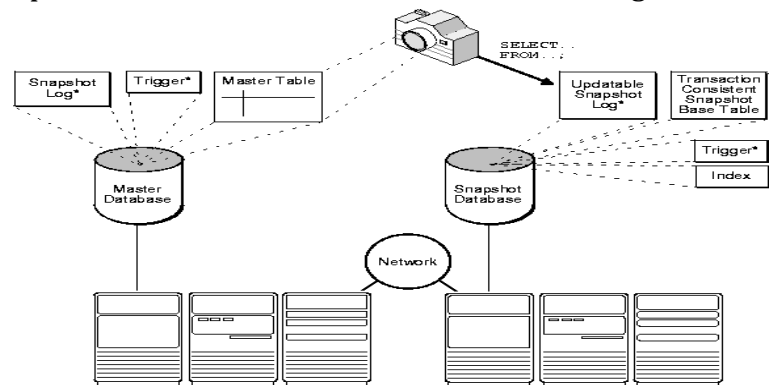 SELECT..
FROM...;
Snapshot
Log*
Trigger*
Master Table
Updatable
Snapshot
Log*
Transaction
Consistent
Snapshot
Base Table
Trigger*
Index
Master
Database
Snapshot
Database
Network